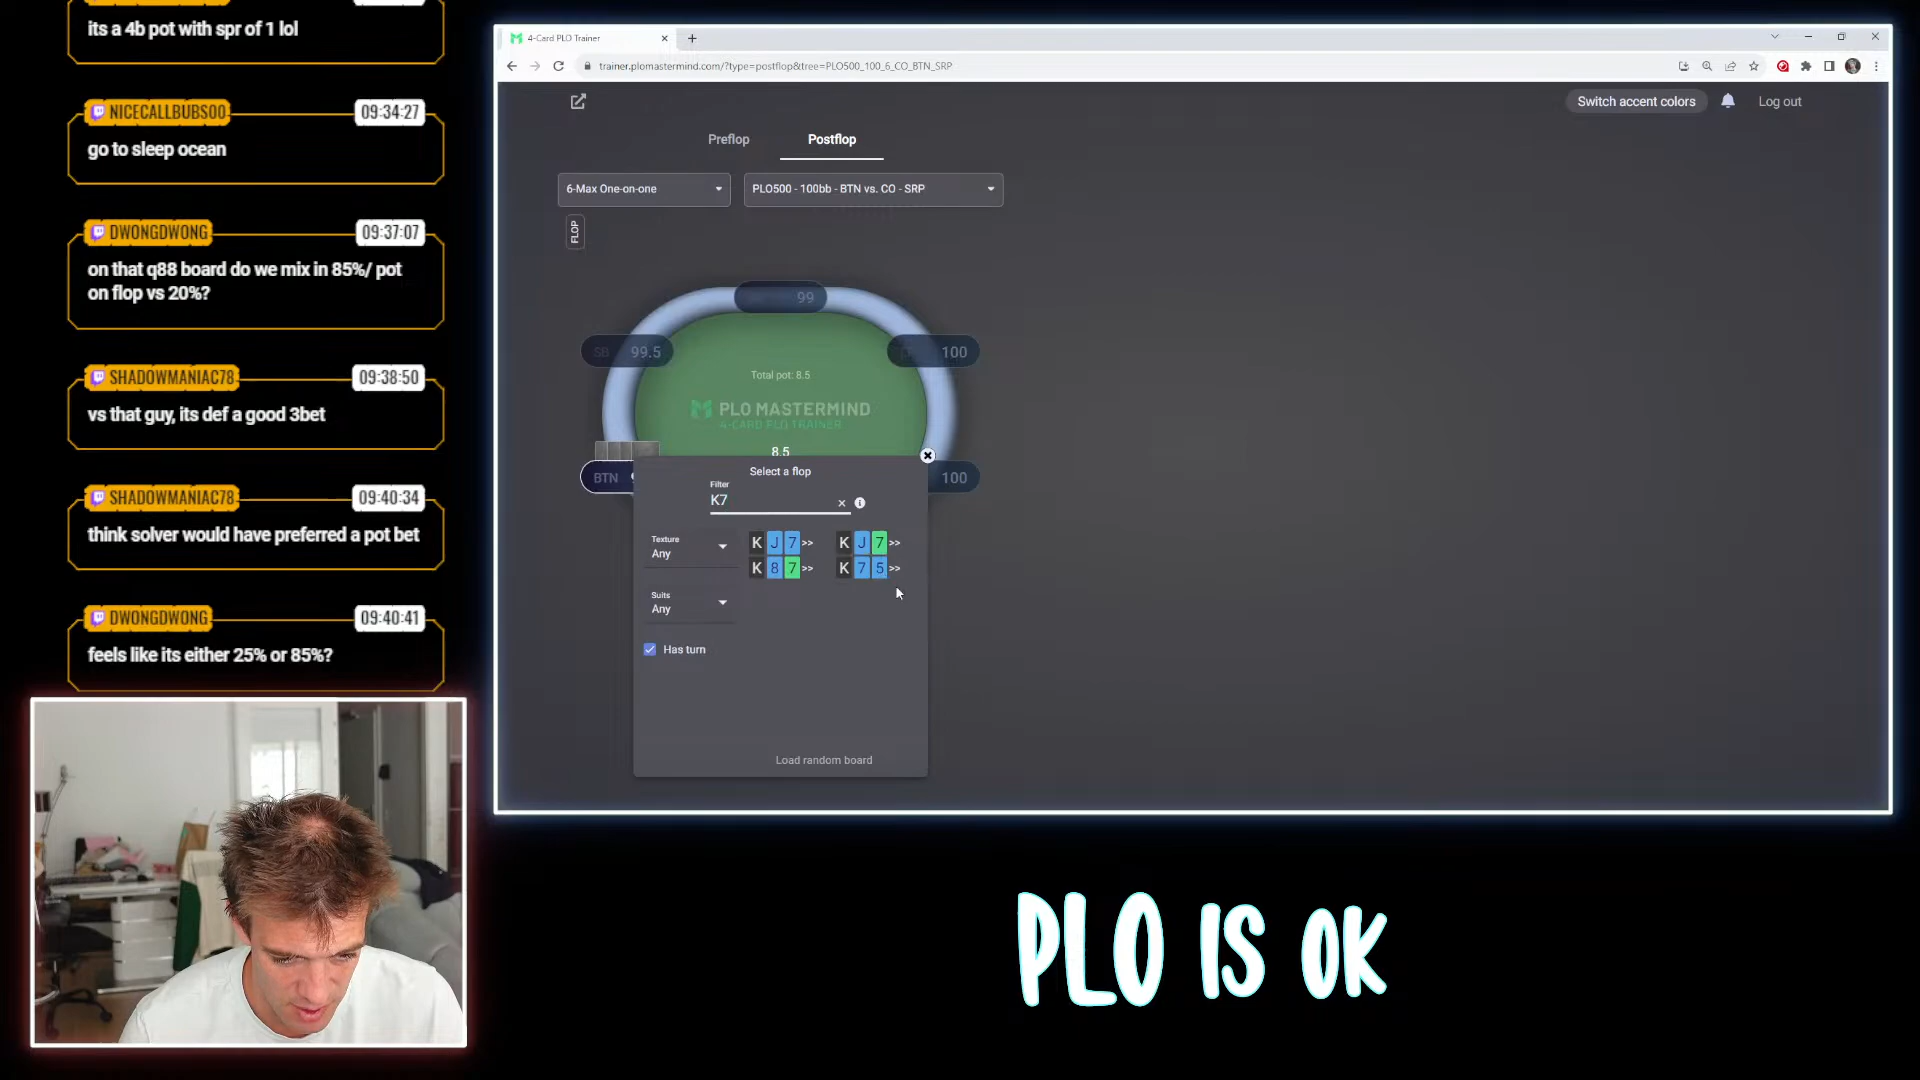 its a 4b pot with spr of 1 lol
NICECALLBUBS00
09:34:27
go to sleep ocean
DWONGDWONG
09:37:07
on that q88 board do we mix in 85%/ pot
on flop vs 20%?
SHADOWMANIAC78
09:38:50
vs that guy, its def a good 3bet
SHADOWMANIAC78
09:40:34
think solver would have preferred a pot bet
DWONGDWONG
09:40:41
feels like its either 25% or 85%?
4-Card PLO Trainer
trainer.plomastermind.com/?type=postflop&tree=PLO500_100_6_CO_BTN_SRP
Switch accent colors
Log out
Preflop
Postflop
6-Max One-on-one
PLO500 - 100bb - BTN vs. CO - SRP
FLOP
99
SB 99.5
100
Total pot: 8.5
PLO MASTERMIND
4-CARD PLO TRAINER
8.5
BTN
100
Select a flop
Filter
K7
Texture
Any
K J 7 >>
K J 7 >>
K 8 7 >>
K 7 5 >>
Suits
Any
Has turn
Load random board
PLO IS OK